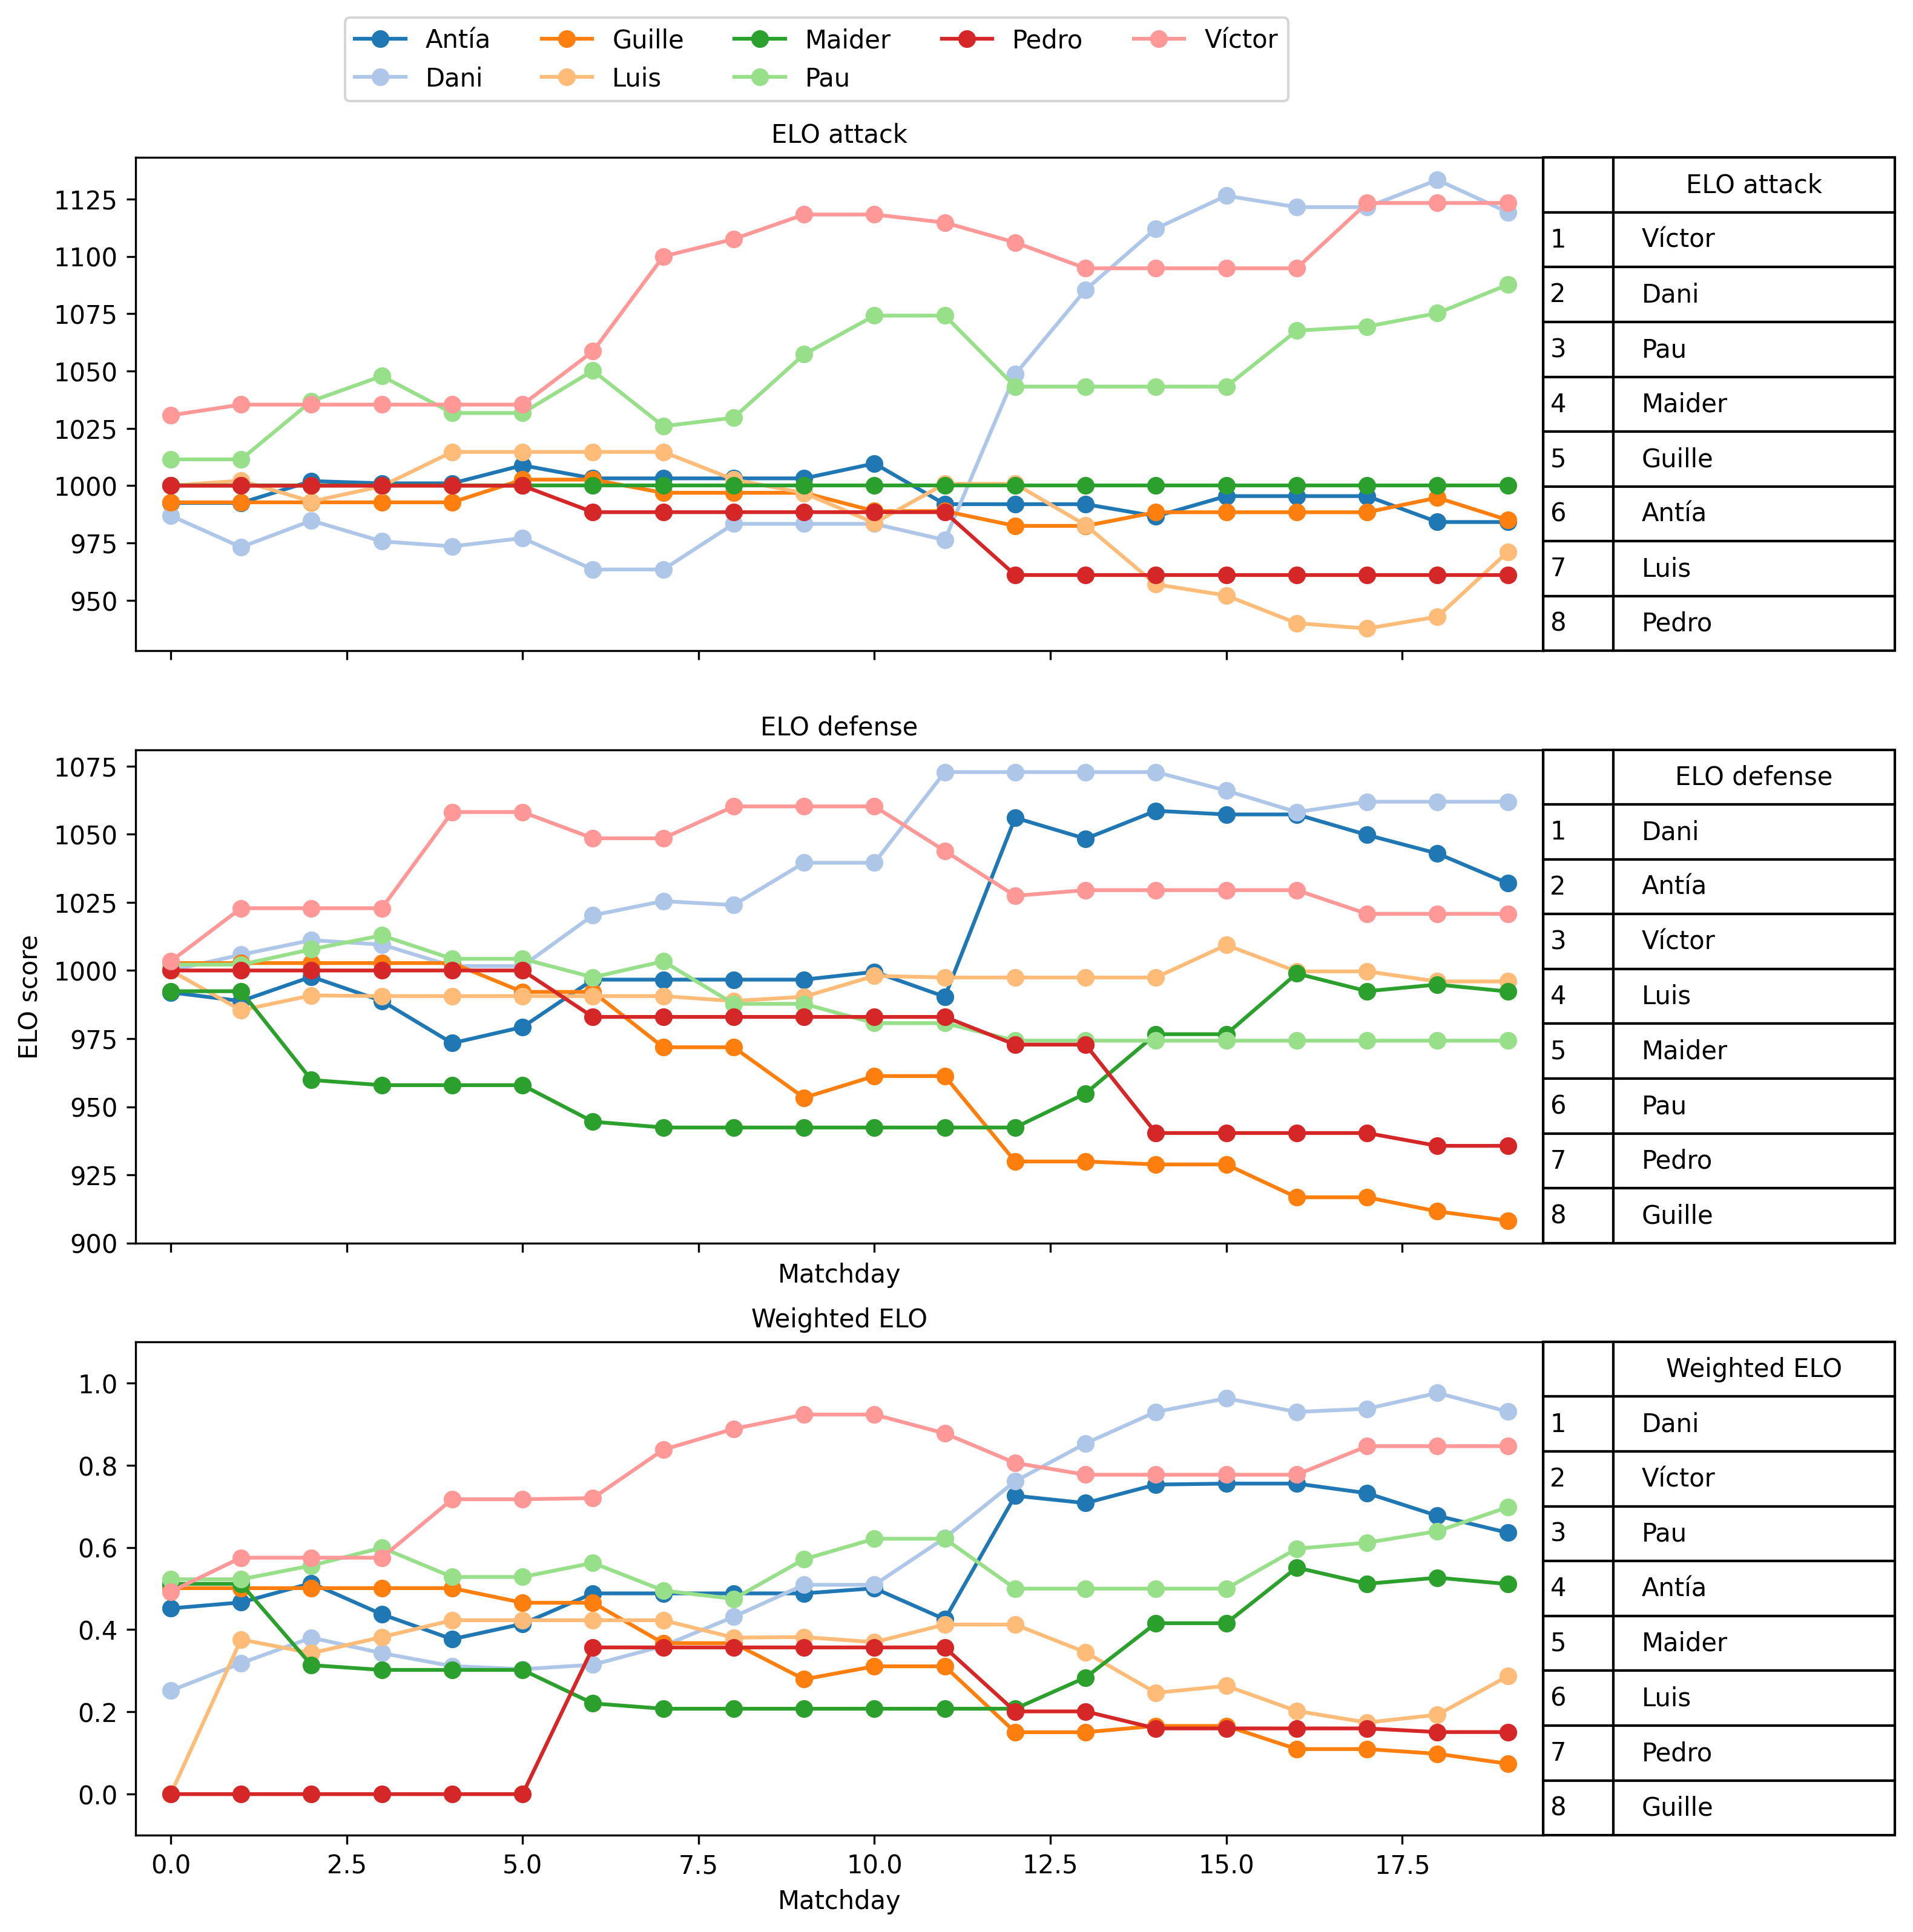 Antía Guille Maider Pedro Víctor
Dani Luis Pau
ELO attack
1125
1100
1075
1050
1025
1000
975
950
ELO attack
1 Víctor
2 Dani
3 Pau
4 Maider
5 Guille
6 Antía
7 Luis
8 Pedro
ELO defense
ELO score
1075
1050
1025
1000
975
950
925
900
Matchday
ELO defense
1 Dani
2 Antía
3 Víctor
4 Luis
5 Maider
6 Pau
7 Pedro
8 Guille
Weighted ELO
1.0
0.8
0.6
0.4
0.2
0.0
0.0 2.5 5.0 7.5 10.0 12.5 15.0 17.5
Matchday
Weighted ELO
1 Dani
2 Víctor
3 Pau
4 Antía
5 Maider
6 Luis
7 Pedro
8 Guille